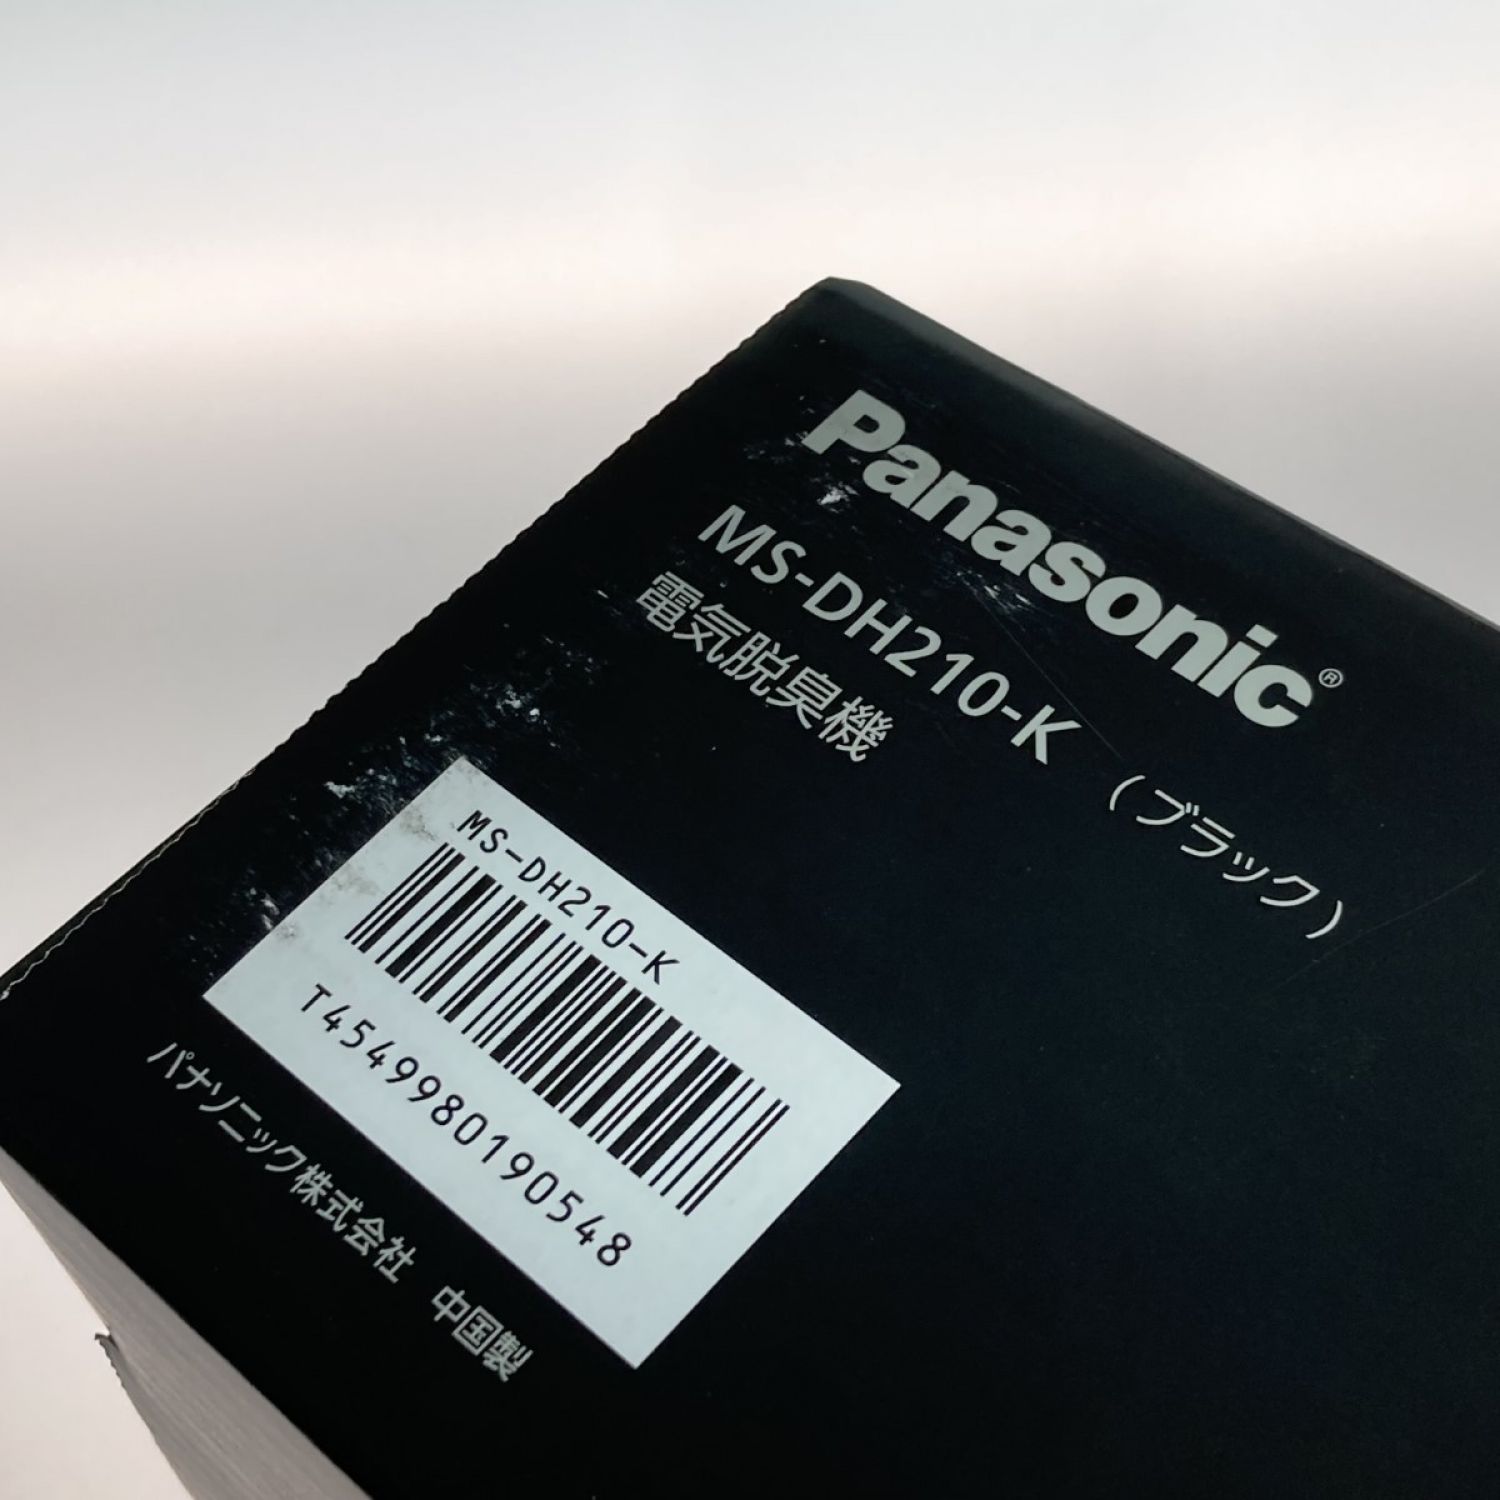 Panasonic®
MS-DH210-K (ブラック)
電気脱臭機
MS-DH210-K
T4549980190548
パナソニック株式会社 中国製